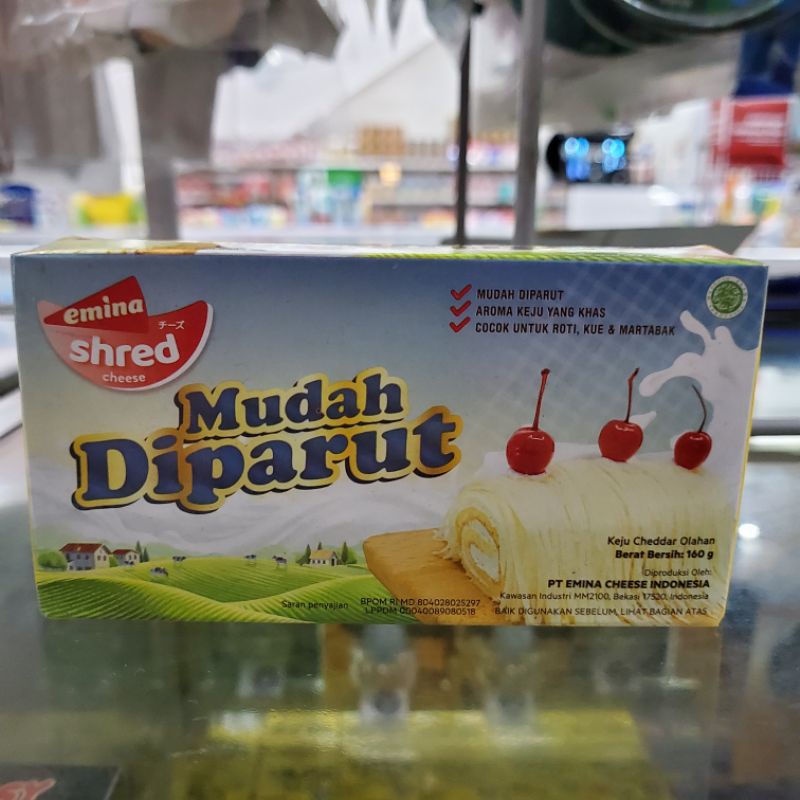 emina
チーズ
shred
cheese
MUDAH DIPARUT
AROMA KEJU YANG KHAS
COCOK UNTUK ROTI, KUE & MARTABAK
Mudah
Diparut
Keju Cheddar Olahan
Berat Bersih: 160 g
Diproduksi Oleh:
PT EMINA CHEESE INDONESIA
Kawasan Industri MM2100, Bekasi 17520, Indonesia
Saran penyajian
BPOM RI MD 804028025297
LPPOM 00040089080518
BAIK DIGUNAKAN SEBELUM, LIHAT BAGIAN ATAS